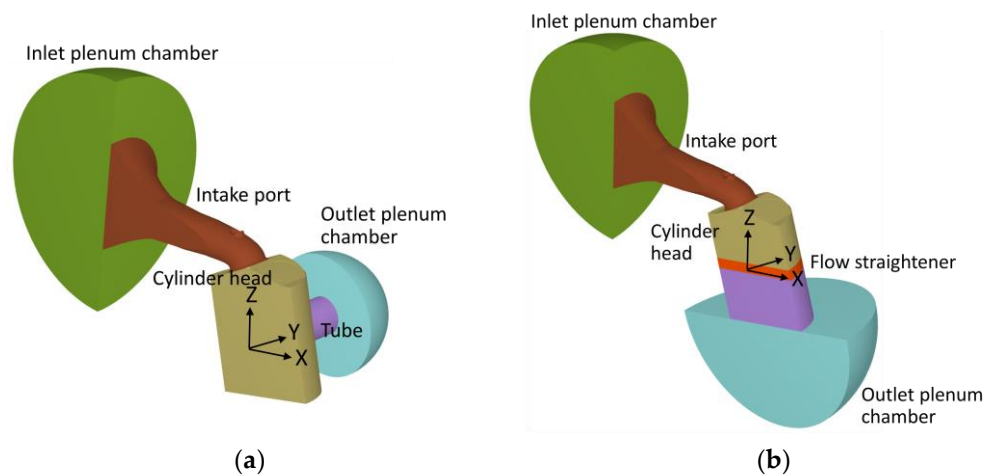 Inlet plenum chamber
Intake port
Outlet plenum
chamber
Cylinder head
Z
Y
X
Tube
(a)
Inlet plenum chamber
Intake port
Cylinder
head
Z
Y
X
Flow straightener
Outlet plenum
chamber
(b)